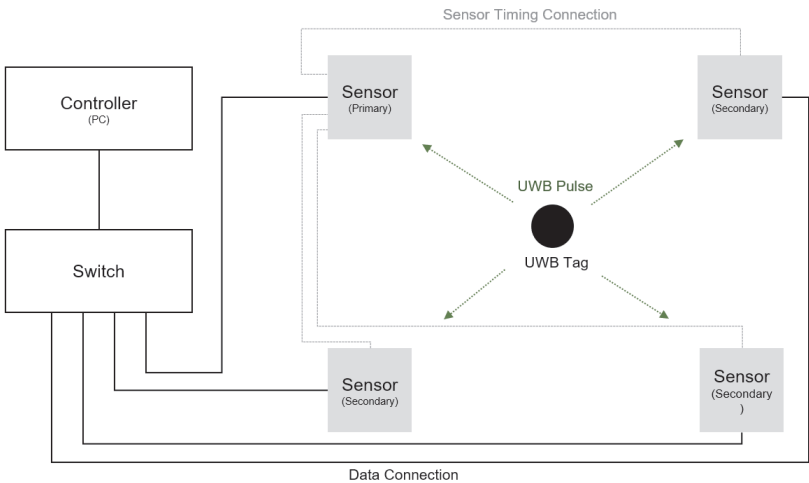 Sensor Timing Connection
Controller
(PC)
Sensor
(Primary)
Sensor
(Secondary)
UWB Pulse
UWB Tag
Switch
Sensor
(Secondary)
Sensor
(Secondary
)
Data Connection